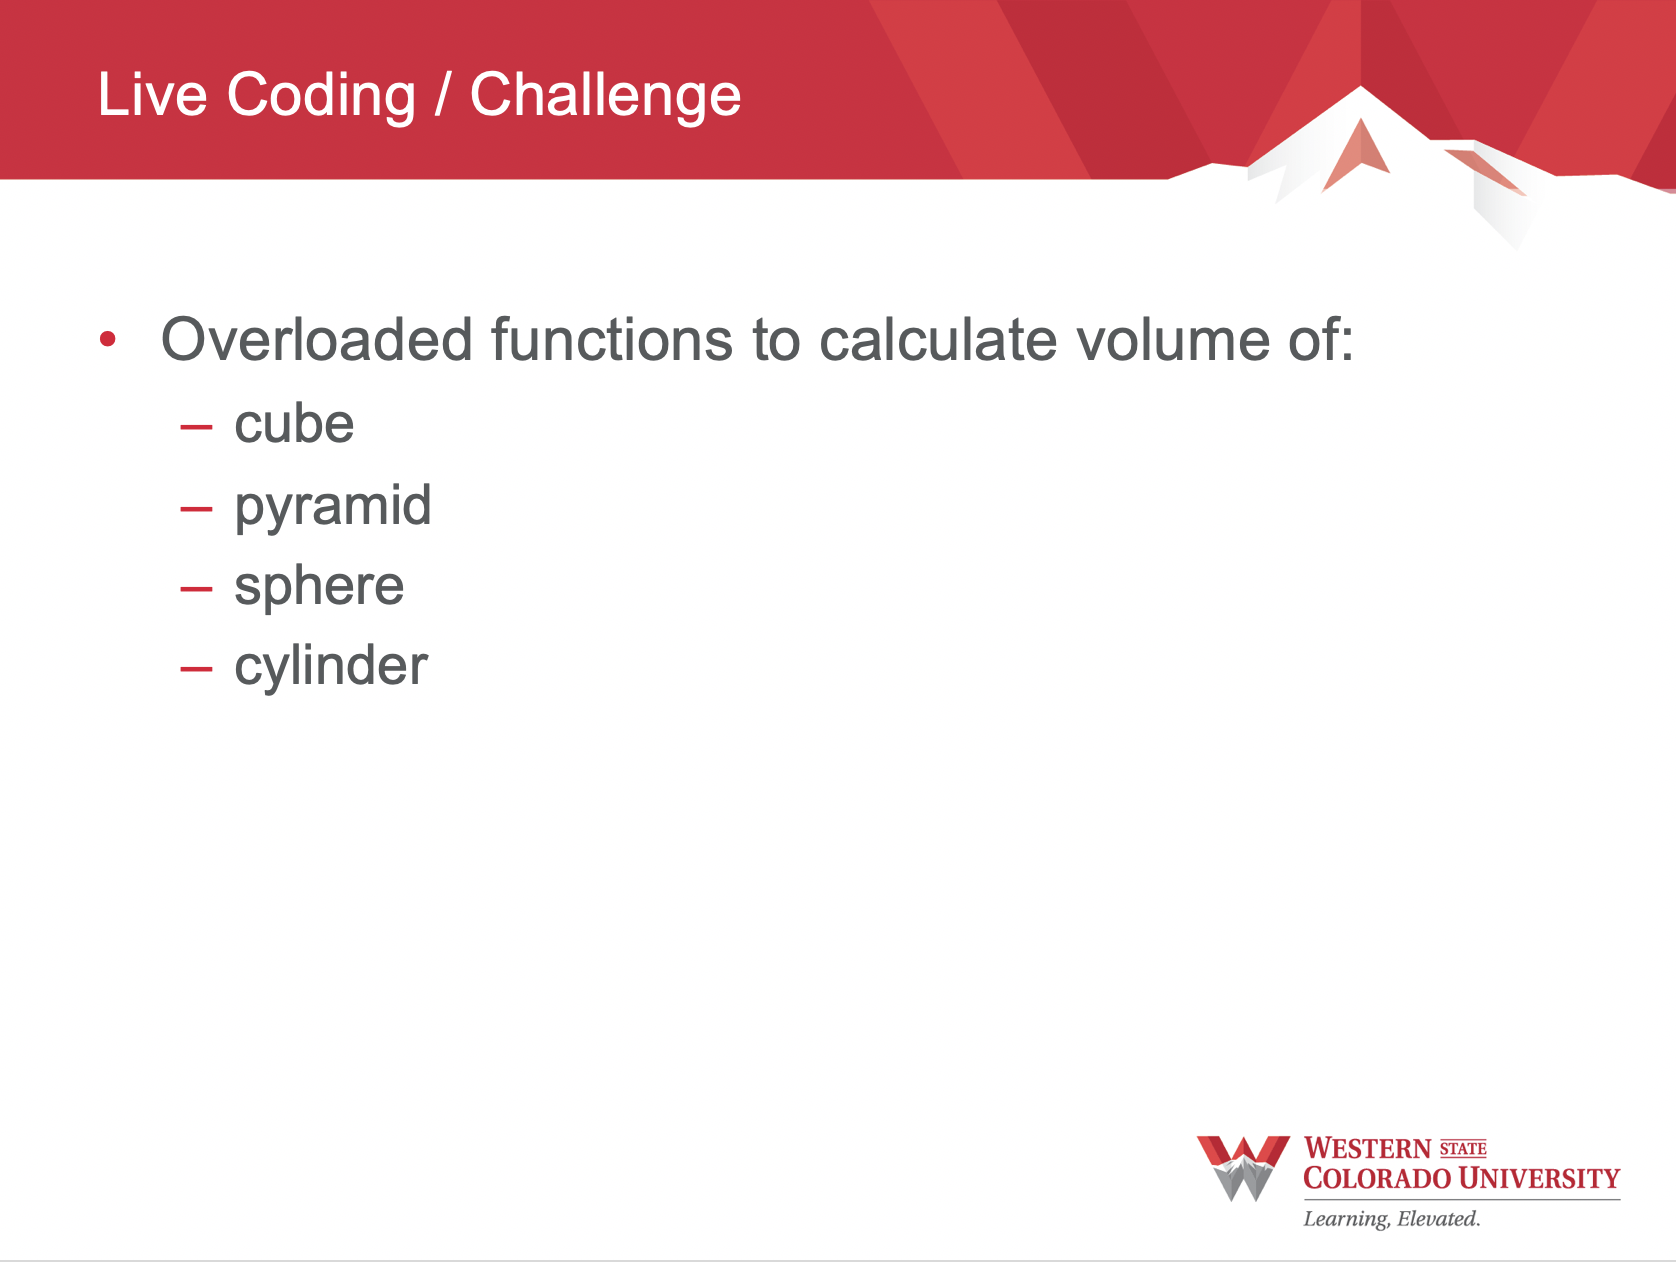 Live Coding / Challenge
• Overloaded functions to calculate volume of:
– cube
– pyramid
– sphere
– cylinder
WESTERN STATE
COLORADO UNIVERSITY
Learning, Elevated.